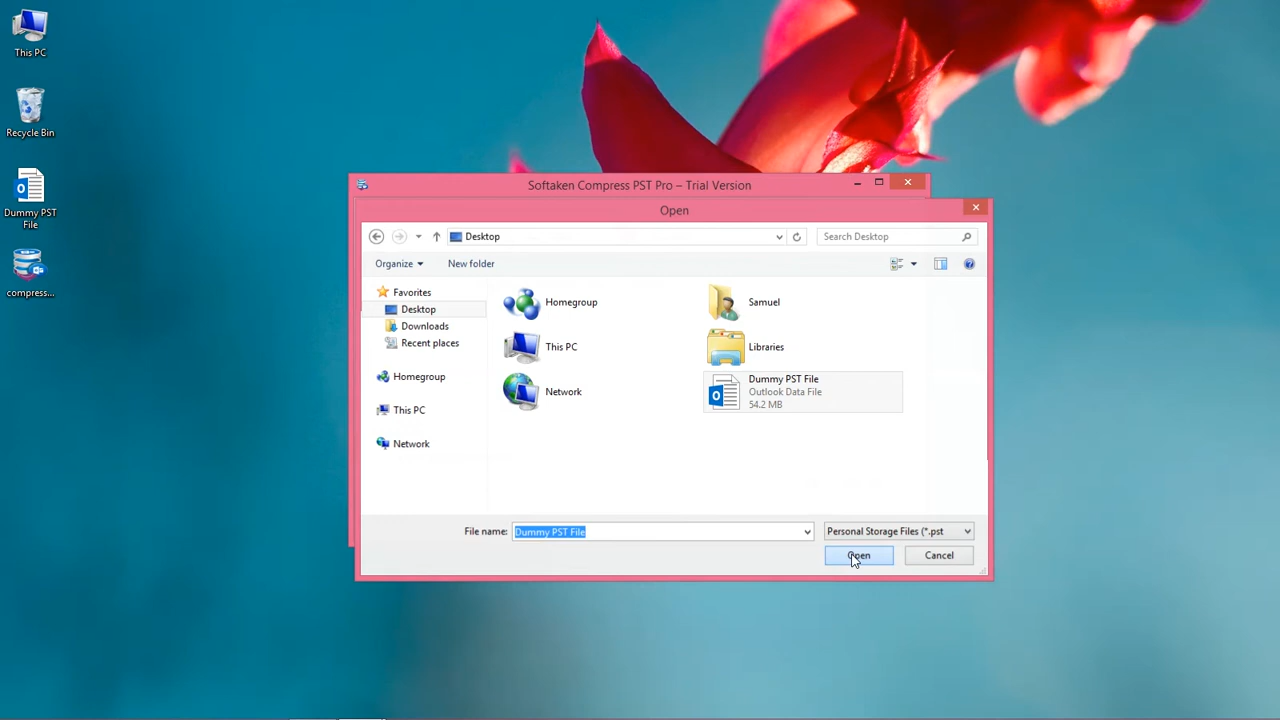 This PC
Recycle Bin
Dummy PST
File
compress...
Softaken Compress PST Pro – Trial Version
Open
Desktop
Search Desktop
Organize
New folder
Favorites
Desktop
Downloads
Recent places
Homegroup
This PC
Network
Homegroup
Samuel
This PC
Libraries
Network
Dummy PST File
Outlook Data File
54.2 MB
File name:
Dummy PST File
Personal Storage Files (*.pst
Open
Cancel